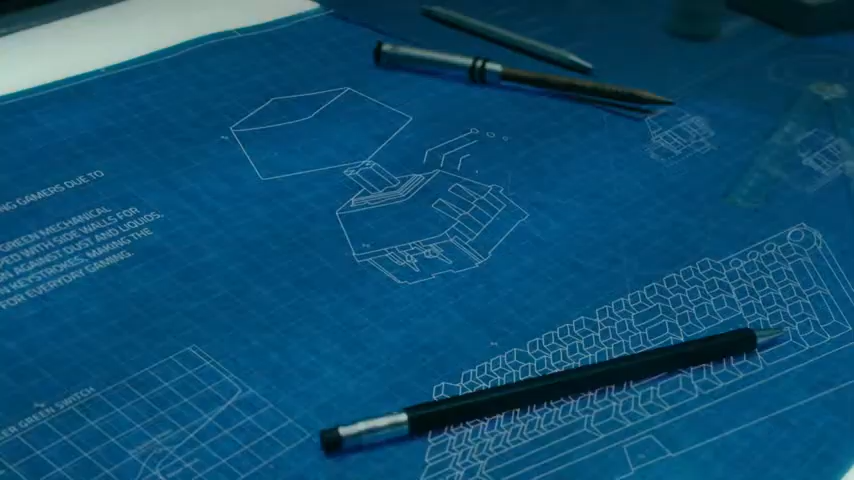 NG GAMERS DUE TO
GREEN MECHANICAL
PED WITH SIDE WALLS FOR
AGAINST DUST AND LIQUIDS,
KEYSTROKES, MAKING THE
FOR EVERYDAY GAMING.
ER GREEN SWITCH